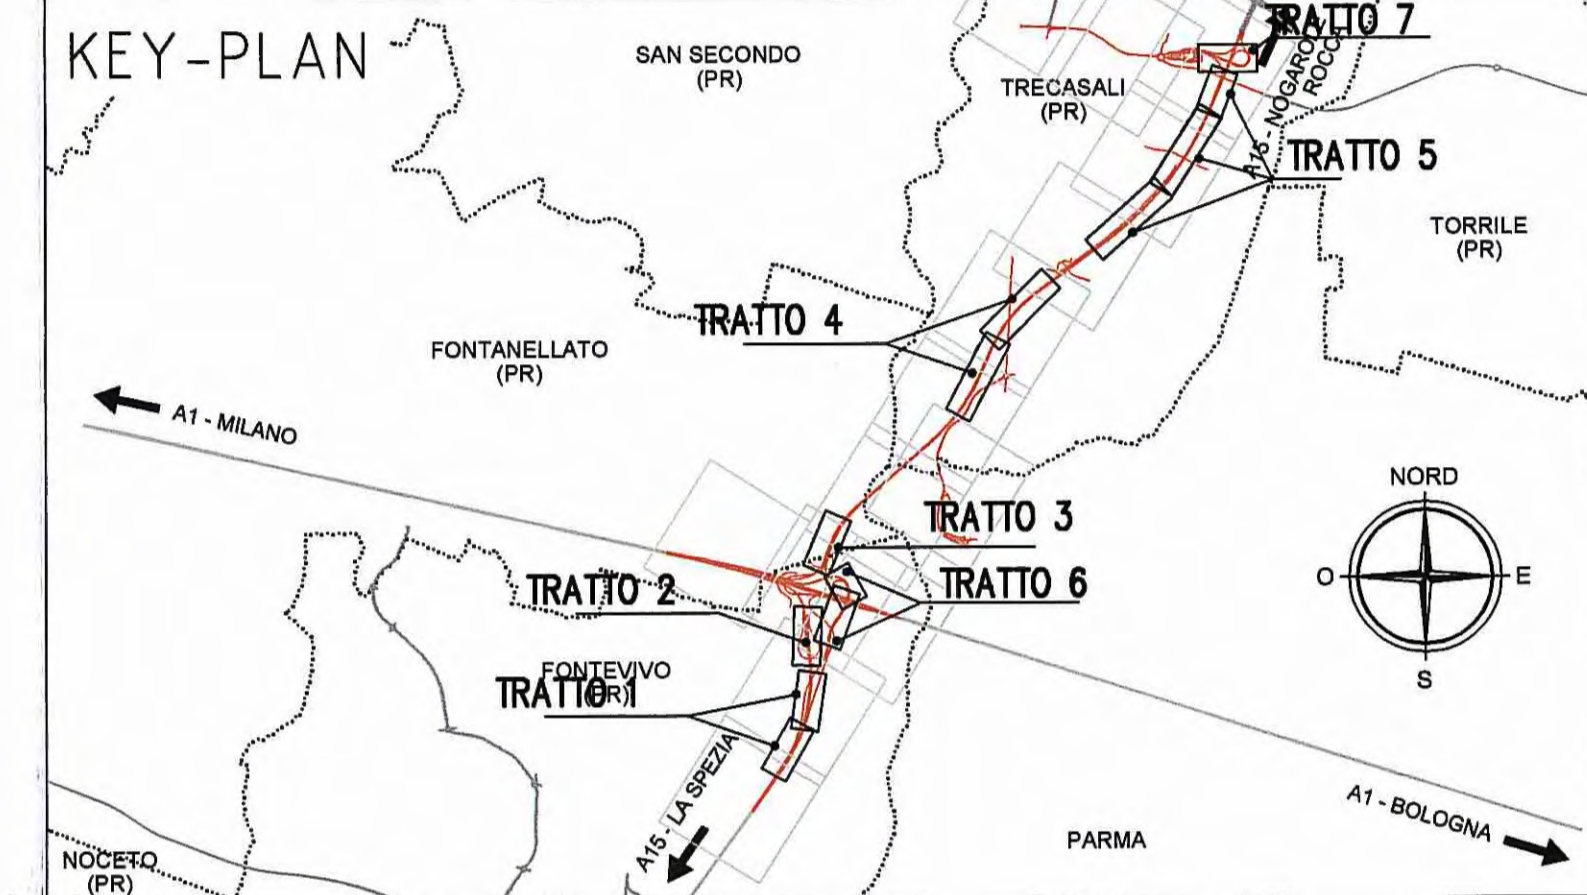 KEY-PLAN
SAN SECONDO
(PR)
TRECASALI
(PR)
TRATTO 7
A15 - NOGAROLE
ROCCA
TRATTO 5
TORRILE
(PR)
TRATTO 4
FONTANELLATO
(PR)
A1 - MILANO
NORD
O
E
S
TRATTO 3
TRATTO 2
TRATTO 6
FONTEVIVO
(PR)
TRATTO 1
A15 - LA SPEZIA
A1 - BOLOGNA
PARMA
NOCETO
(PR)